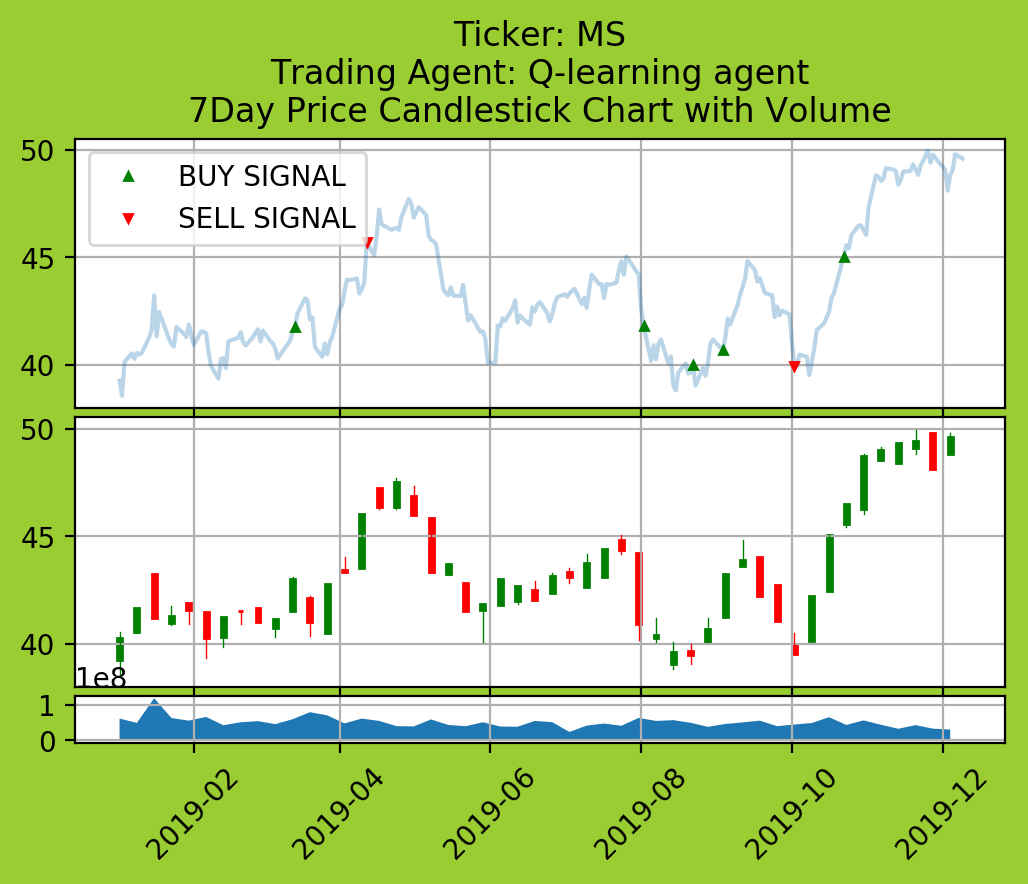 Ticker: MS
Trading Agent: Q-learning agent
7Day Price Candlestick Chart with Volume
50
45
40
BUY SIGNAL
SELL SIGNAL
50
45
40
1e8
1
0
2019-02
2019-04
2019-06
2019-08
2019-10
2019-12